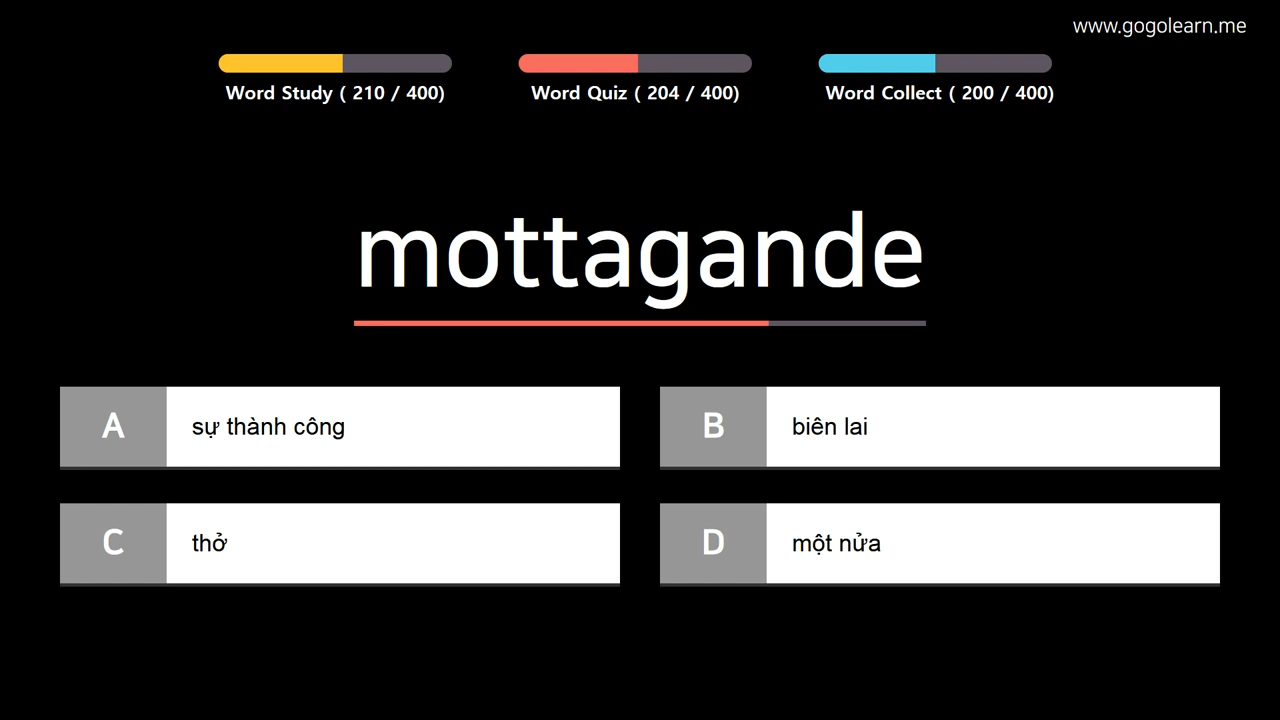 www.gogolearn.me
Word Study ( 210 / 400)
Word Quiz ( 204 / 400)
Word Collect ( 200 / 400)
mottagande
A sự thành công
B biên lai
C thở
D một nửa